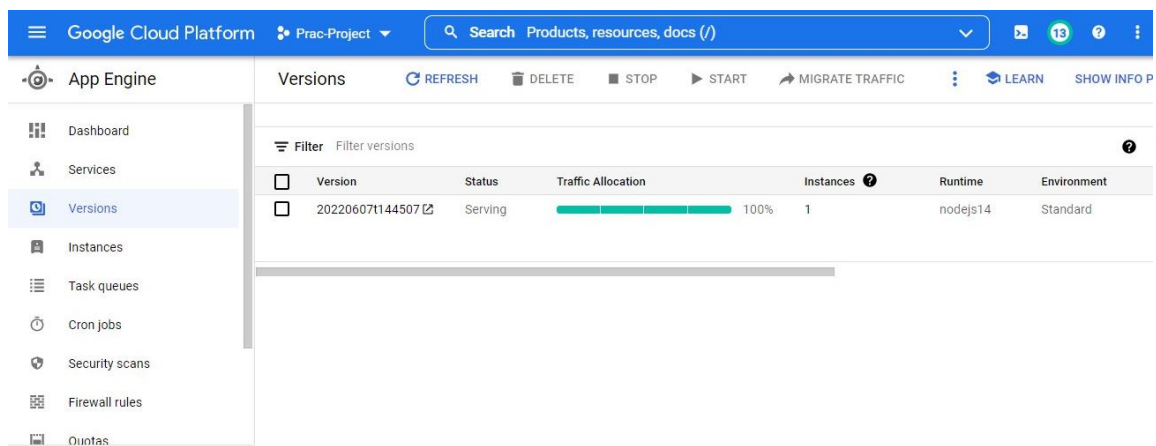 Google Cloud Platform Prac-Project Search Products, resources, docs (/) 13
App Engine
Versions REFRESH DELETE STOP START MIGRATE TRAFFIC LEARN SHOW INFO P
Dashboard
Services
Versions
Instances
Task queues
Cron jobs
Security scans
Firewall rules
Quotas
Filter Filter versions
Version Status Traffic Allocation Instances Runtime Environment
20220607t144507 Serving 100% 1 nodejs14 Standard